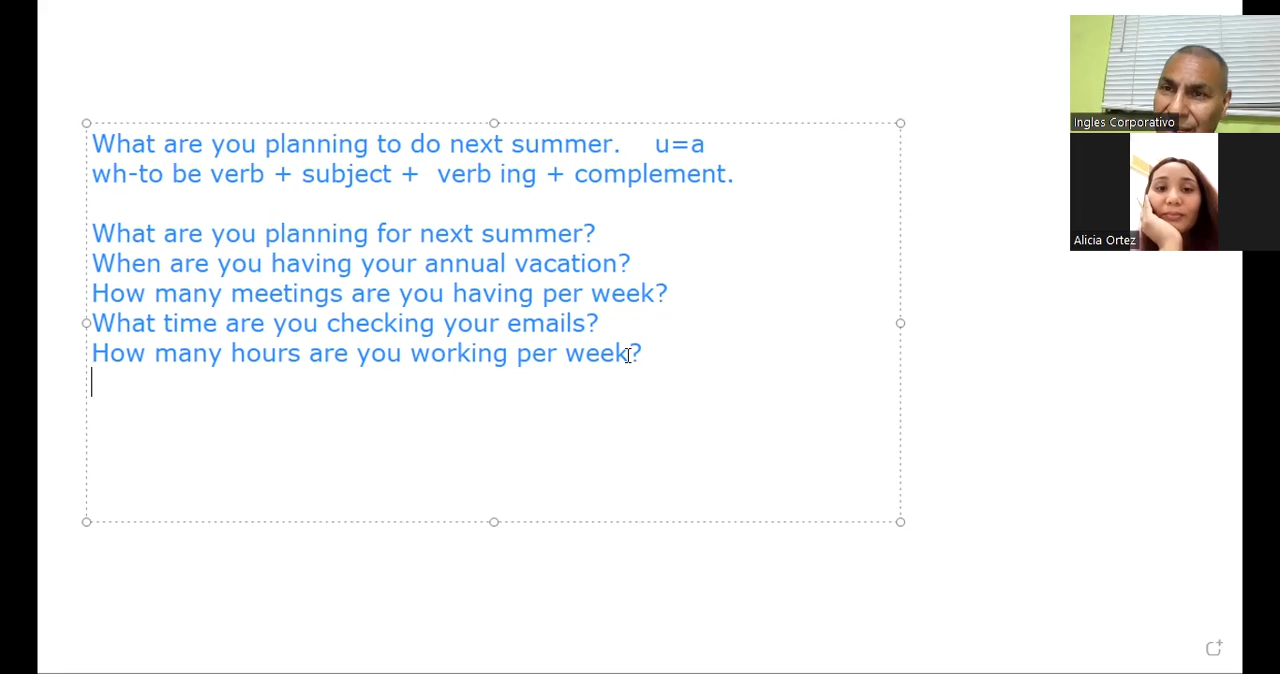 What are you planning to do next summer. u=a
wh-to be verb + subject + verb ing + complement.
What are you planning for next summer?
When are you having your annual vacation?
How many meetings are you having per week?
What time are you checking your emails?
How many hours are you working per week?
Ingles Corporativo
Alicia Ortez